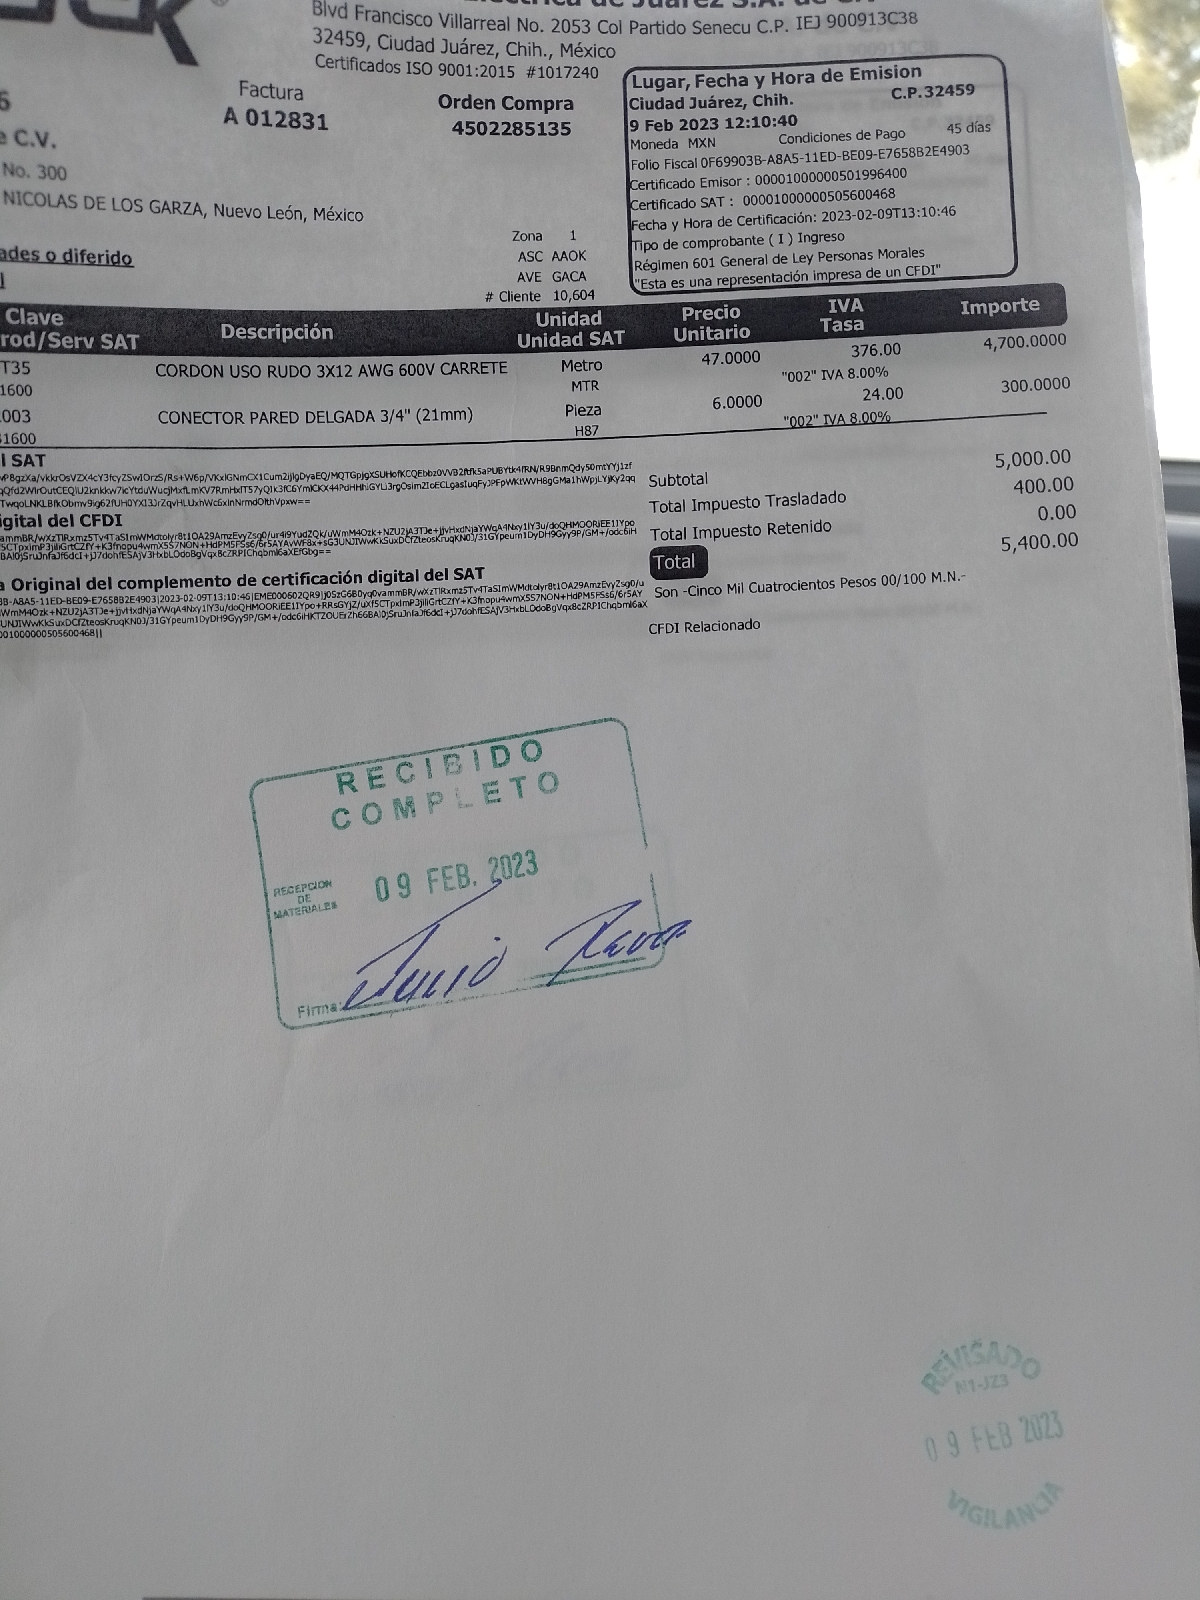 de Juárez S.A. de C.V.
Blvd Francisco Villarreal No. 2053 Col Partido Senecu C.P. IEJ 900913C38
32459, Ciudad Juárez, Chih., México
Certificados ISO 9001:2015 #1017240
Factura
A 012831
Orden Compra
4502285135
Lugar, Fecha y Hora de Emision
Ciudad Juárez, Chih. C.P.32459
9 Feb 2023 12:10:40
Moneda MXN Condiciones de Pago 45 días
Folio Fiscal 0F69903B-A8A5-11ED-BE09-E7658B2E4903
Certificado Emisor : 00001000000501996400
Certificado SAT : 00001000000505600468
Fecha y Hora de Certificación: 2023-02-09T13:10:46
Tipo de comprobante ( I ) Ingreso
Régimen 601 General de Ley Personas Morales
"Esta es una representación impresa de un CFDI"
6
e C.V.
No. 300
NICOLAS DE LOS GARZA, Nuevo León, México
ades o diferido
Zona 1
ASC AAOK
AVE GACA
# Cliente 10,604
Clave
rod/Serv SAT
Descripción
Unidad
Unidad SAT
Precio
Unitario
IVA
Tasa
Importe
T35 CORDON USO RUDO 3X12 AWG 600V CARRETE Metro 47.0000 376.00 4,700.0000
1600 MTR "002" IVA 8.00%
003 CONECTOR PARED DELGADA 3/4" (21mm) Pieza 6.0000 24.00 300.0000
1600 H87 "002" IVA 8.00%
l SAT
igital del CFDI
a Original del complemento de certificación digital del SAT
Subtotal 5,000.00
Total Impuesto Trasladado 400.00
Total Impuesto Retenido 0.00
Total 5,400.00
Son -Cinco Mil Cuatrocientos Pesos 00/100 M.N.-
CFDI Relacionado
RECIBIDO
COMPLETO
RECEPCION
DE
MATERIALES
09 FEB. 2023
Firma:
REVISADO
N1-JZ3
09 FEB 2023
VIGILANCIA